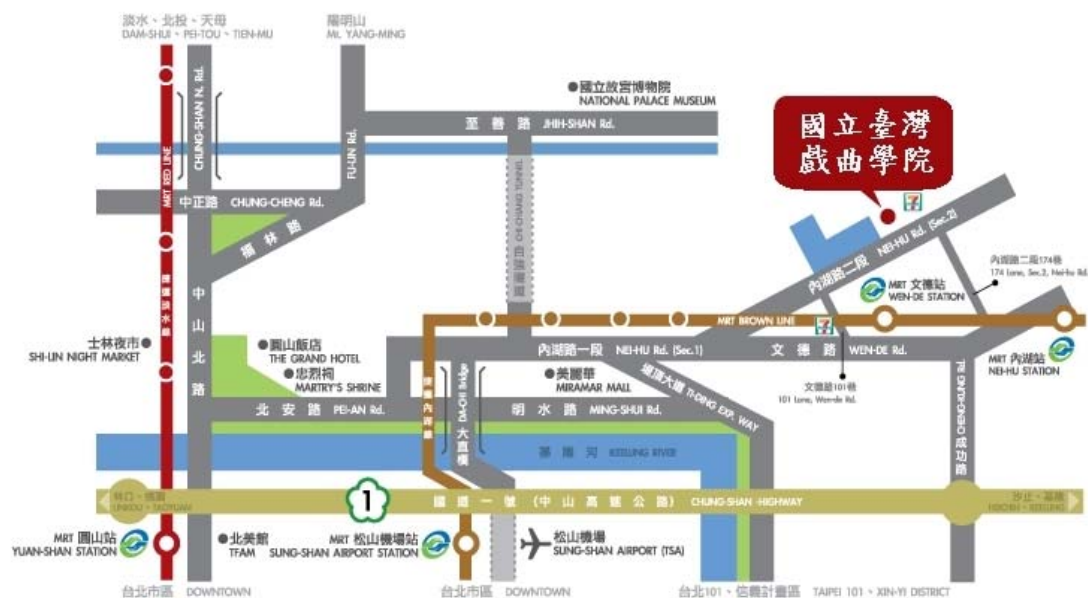 淡水、北投、天母
DAM-SHUI、PEI-TOU、TIEN-MU
陽明山
Mt. YANG-MING
CHUNG-SHAN N. Rd.
MRT RED LINE
FU-LIN Rd.
國立故宮博物院
NATIONAL PALACE MUSEUM
至善路 JHIH-SHAN Rd.
國立臺灣
戲曲學院
中正路 CHUNG-CHENG Rd.
福林路
內湖路二段 NEI-HU Rd. (Sec.2)
內湖路二段174巷
174 Lane, Sec.2, Nei-hu Rd.
MRT 文德站
WEN-DE STATION
MRT BROWN LINE
中山北路
士林夜市
SHI-LIN NIGHT MARKET
圓山飯店
THE GRAND HOTEL
忠烈祠
MARTRY'S SHRINE
內湖路一段 NEI-HU Rd. (Sec.1)
文德路 WEN-DE Rd.
MRT 內湖站
NEI-HU STATION
美麗華
MIRAMAR MALL
堤頂大道 TI-DING EXP. WAY
文德路101巷
101 Lane, Wen-de Rd.
北安路 PEI-AN Rd.
DA-CHI Bridge 大直橋
明水路 MING-SHUI Rd.
成功路
基隆河 KEELUNG RIVER
林口、桃園
1
國道一號(中山高速公路) CHUNG-SHAN HIGHWAY
汐止、基隆
MRT 圓山站
YUAN-SHAN STATION
北美館
TFAM
MRT 松山機場站
SUNG-SHAN AIRPORT STATION
松山機場
SUNG-SHAN AIRPORT (TSA)
台北市區 DOWNTOWN
台北市區 DOWNTOWN
台北101、信義計畫區 TAIPEI 101、XIN-YI DISTRICT